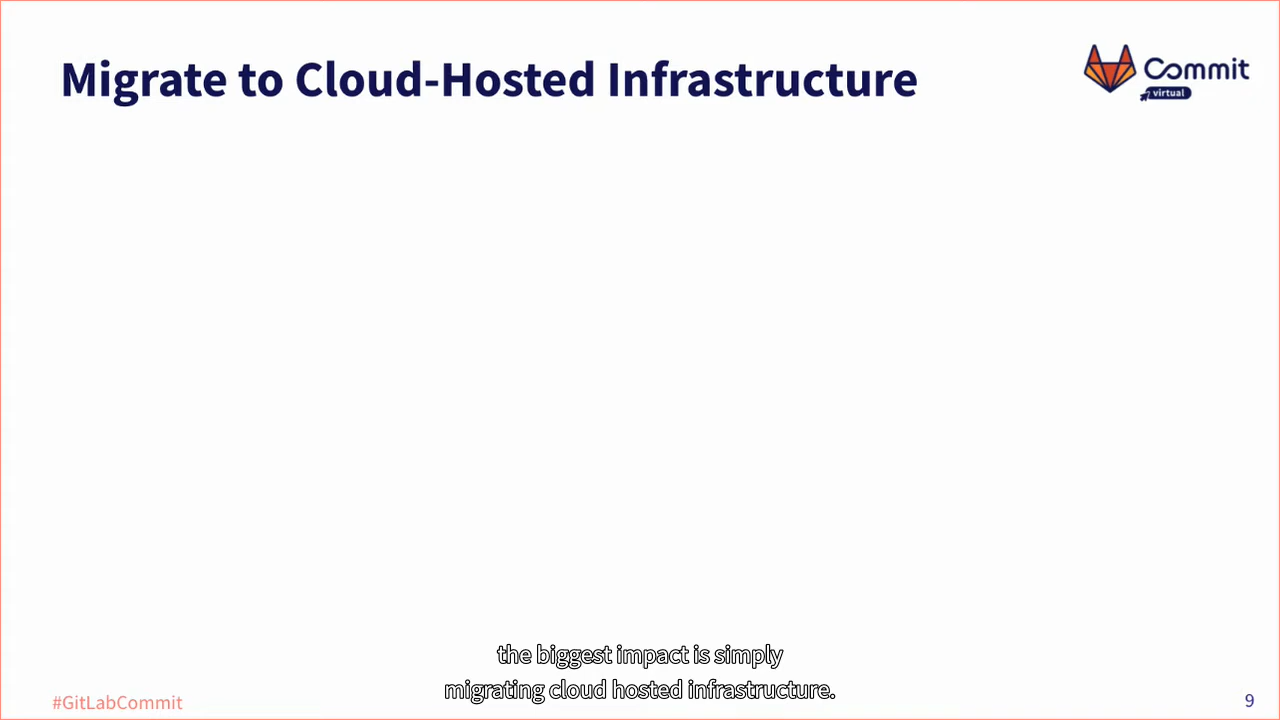 Migrate to Cloud-Hosted Infrastructure
Commit
virtual
the biggest impact is simply
migrating cloud hosted infrastructure.
#GitLabCommit
9